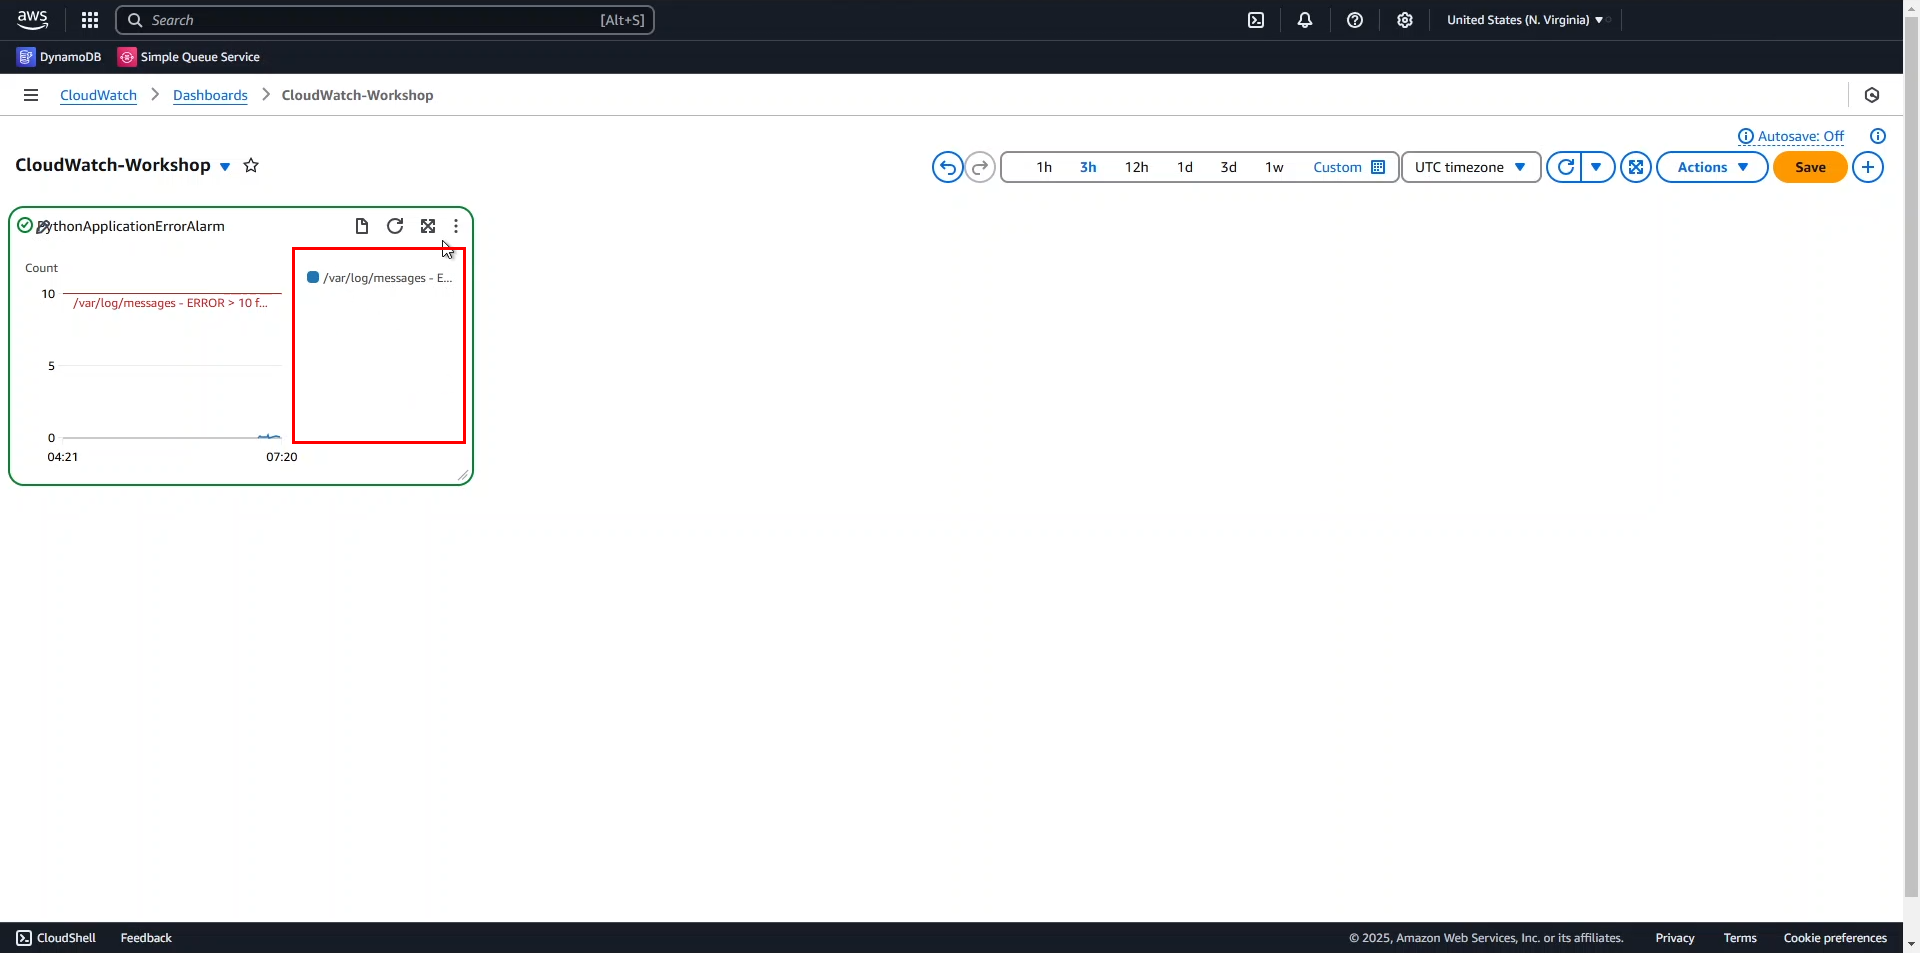 aws
Search [Alt+S]
United States (N. Virginia)
DynamoDB Simple Queue Service
CloudWatch Dashboards CloudWatch-Workshop
Autosave: Off
CloudWatch-Workshop
1h 3h 12h 1d 3d 1w Custom UTC timezone Actions Save
PythonApplicationErrorAlarm
Count
/var/log/messages - E...
10
/var/log/messages - ERROR > 10 f...
5
0
04:21 07:20
CloudShell Feedback © 2025, Amazon Web Services, Inc. or its affiliates. Privacy Terms Cookie preferences